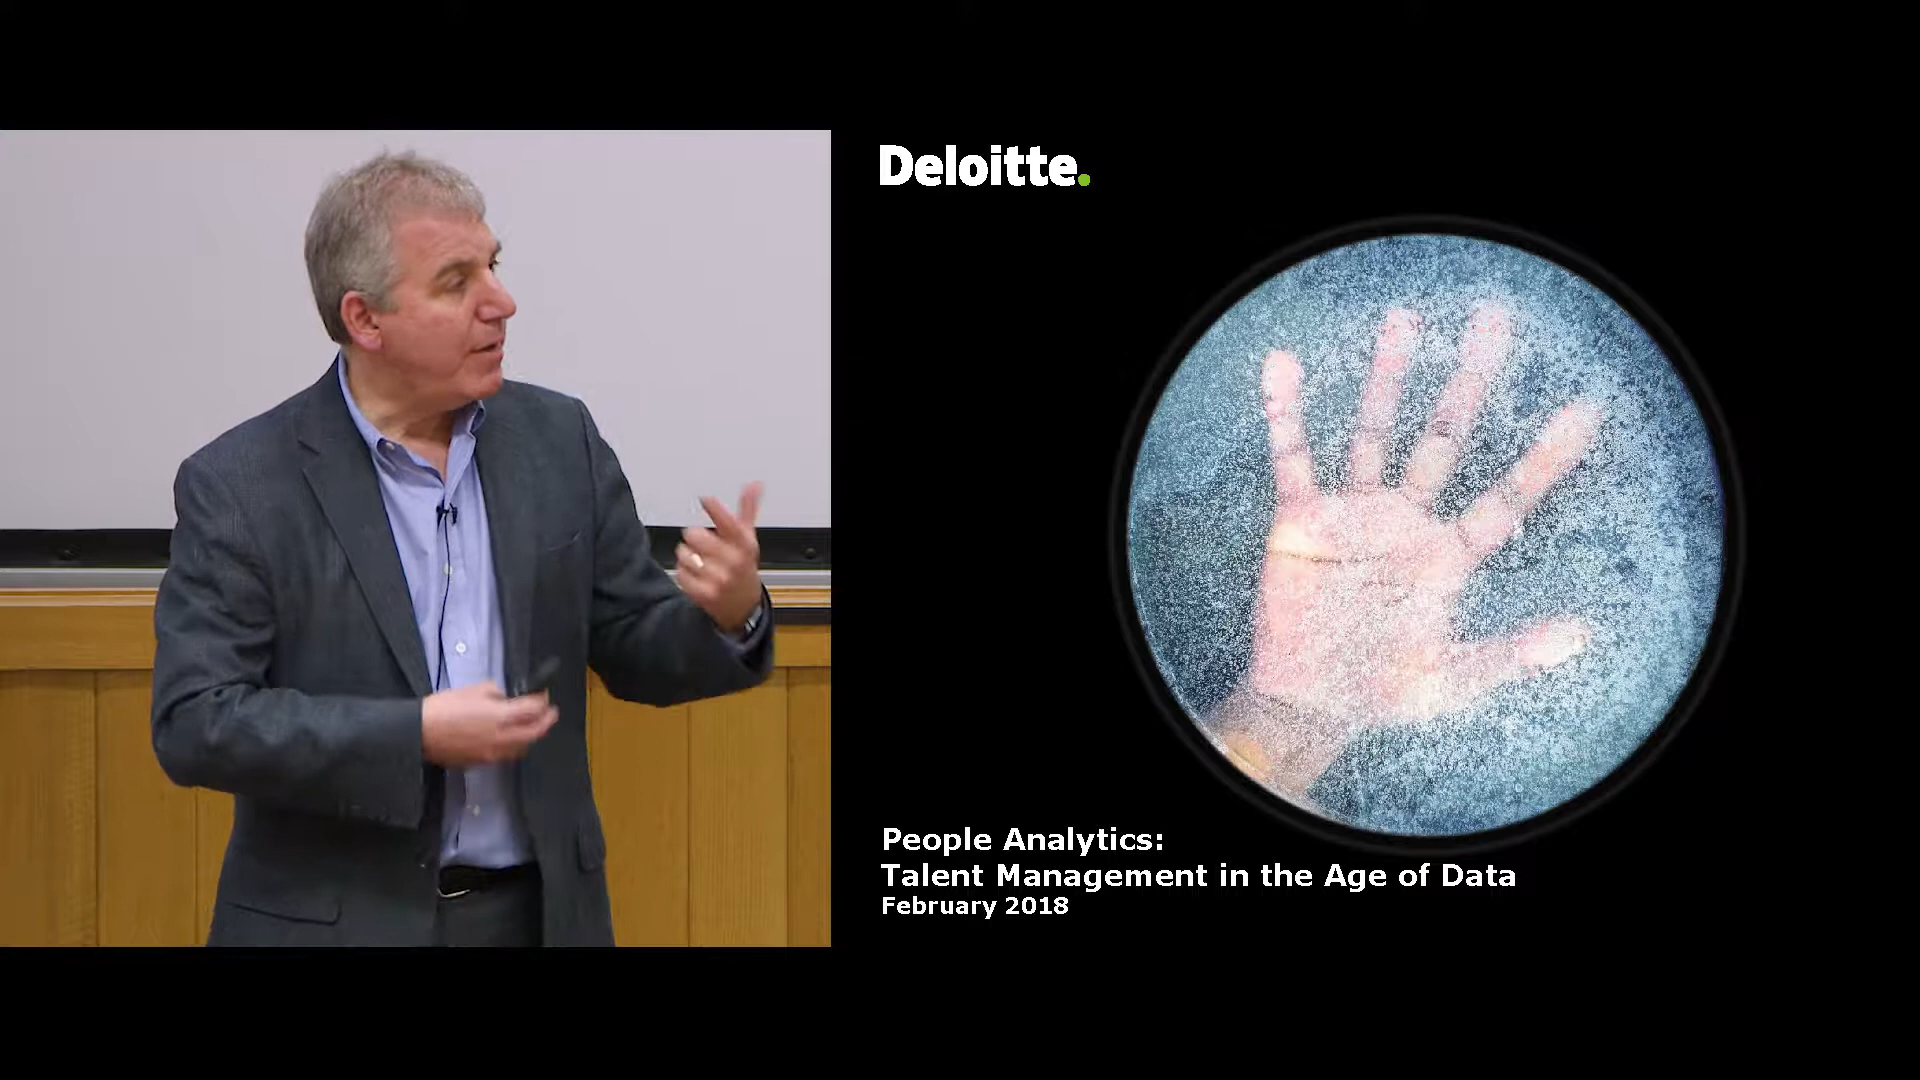 Deloitte.
People Analytics:
Talent Management in the Age of Data
February 2018